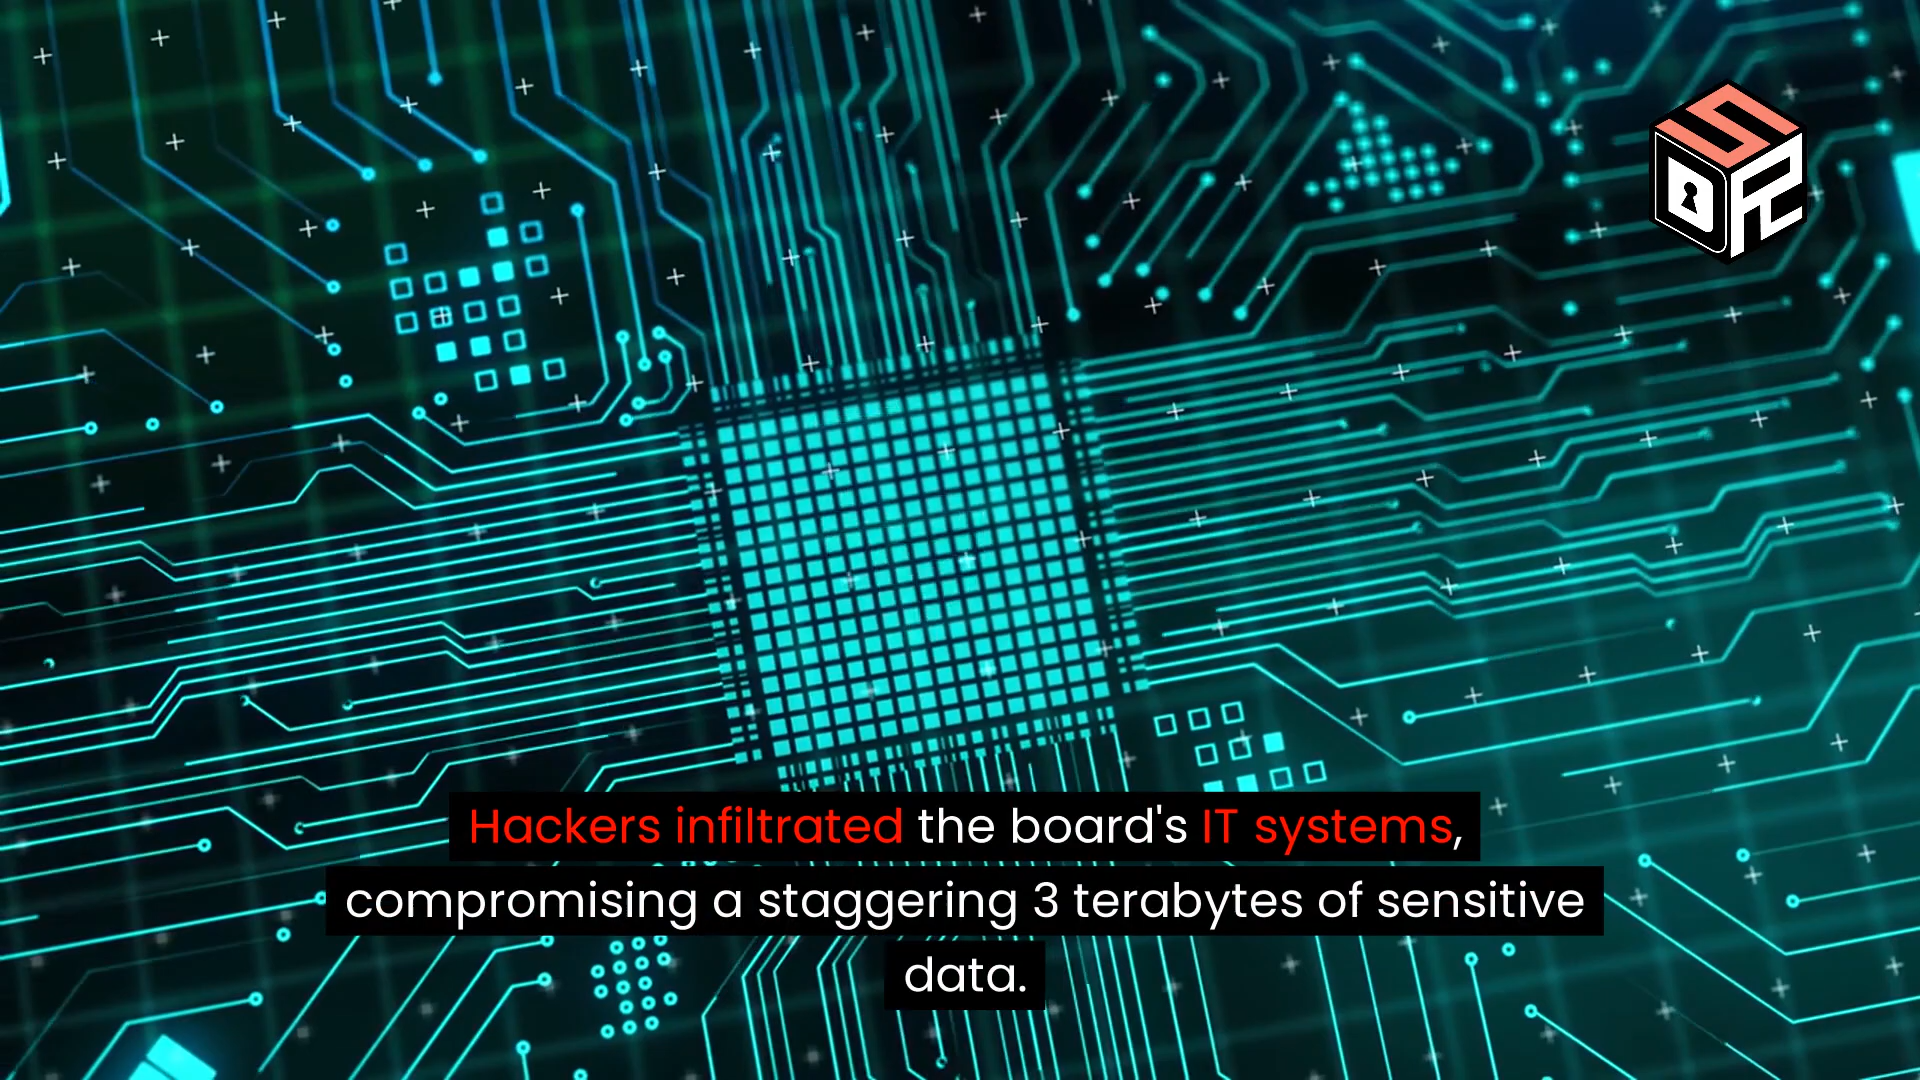 Hackers infiltrated the board's IT systems,
compromising a staggering 3 terabytes of sensitive
data.